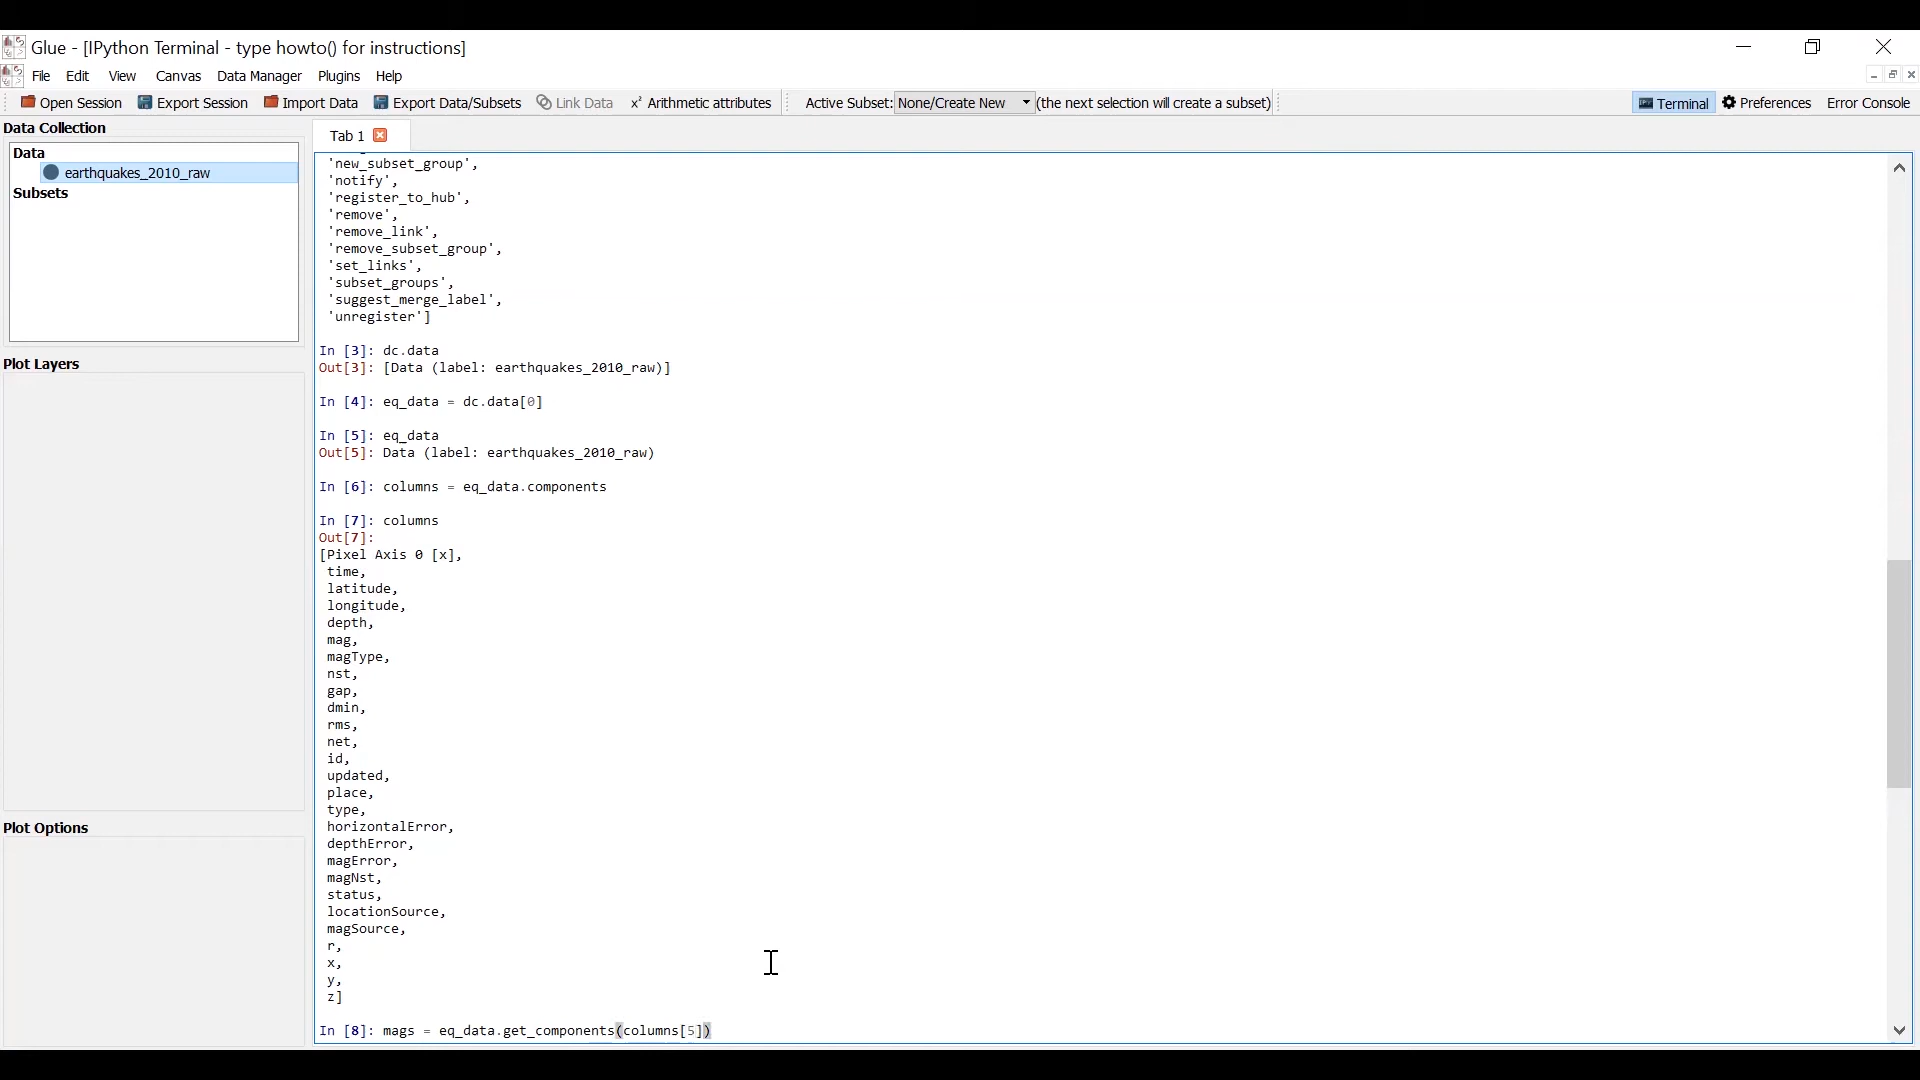 Glue - [IPython Terminal - type howto() for instructions]
File Edit View Canvas Data Manager Plugins Help
Open Session Export Session Import Data Export Data/Subsets Link Data x² Arithmetic attributes Active Subset: None/Create New (the next selection will create a subset) Terminal Preferences Error Console
Data Collection
Data
earthquakes_2010_raw
Subsets
Plot Layers
Plot Options
Tab 1
'new_subset_group',
'notify',
'register_to_hub',
'remove',
'remove_link',
'remove_subset_group',
'set_links',
'subset_groups',
'suggest_merge_label',
'unregister']
In [3]: dc.data
Out[3]: [Data (label: earthquakes_2010_raw)]
In [4]: eq_data = dc.data[0]
In [5]: eq_data
Out[5]: Data (label: earthquakes_2010_raw)
In [6]: columns = eq_data.components
In [7]: columns
Out[7]:
[Pixel Axis 0 [x],
time,
latitude,
longitude,
depth,
mag,
magType,
nst,
gap,
dmin,
rms,
net,
id,
updated,
place,
type,
horizontalError,
depthError,
magError,
magNst,
status,
locationSource,
magSource,
r,
x,
y,
z]
In [8]: mags = eq_data.get_components(columns[5])